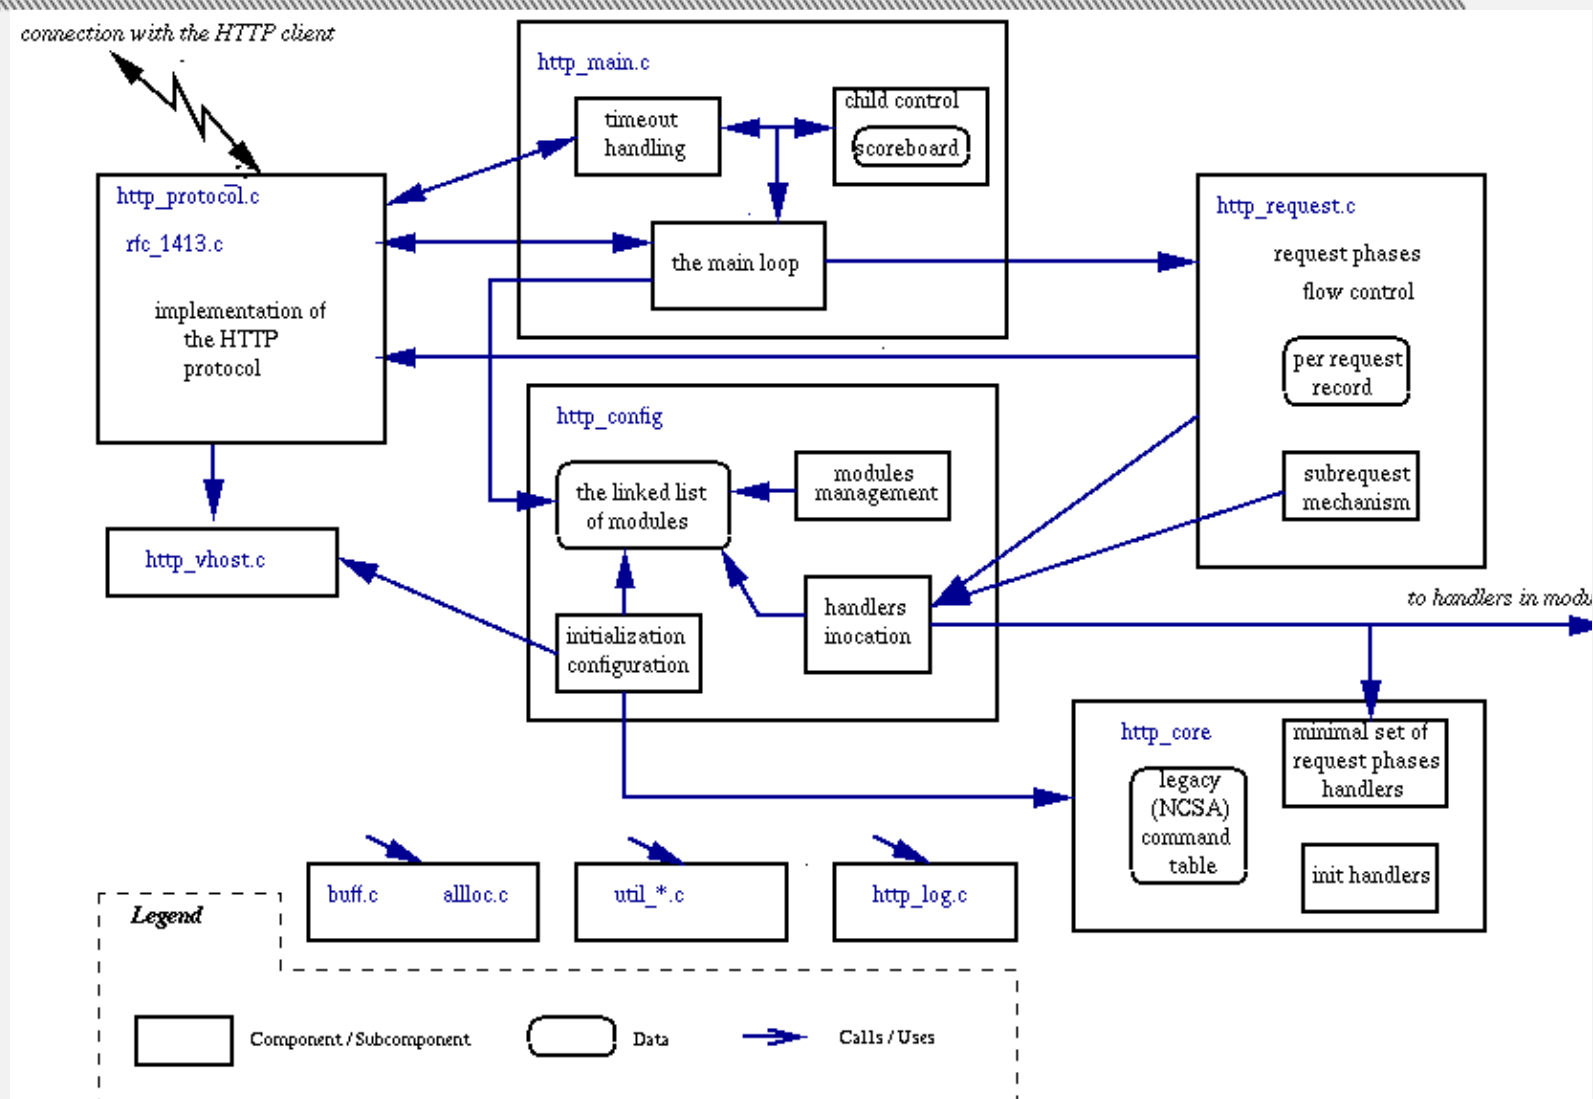 connection with the HTTP client
http_main.c
timeout
handling
child control
scoreboard
the main loop
http_protocol.c
rfc_1413.c
implementation of
the HTTP
protocol
http_request.c
request phases
flow control
per request
record
subrequest
mechanism
http_config
the linked list
of modules
modules
management
handlers
inocation
initialization
configuration
http_vhost.c
to handlers in modu
http_core
legacy
(NCSA)
command
table
minimal set of
request phases
handlers
init handlers
buff.c allloc.c
util_*.c
http_log.c
Legend
Component / Subcomponent
Data
Calls / Uses